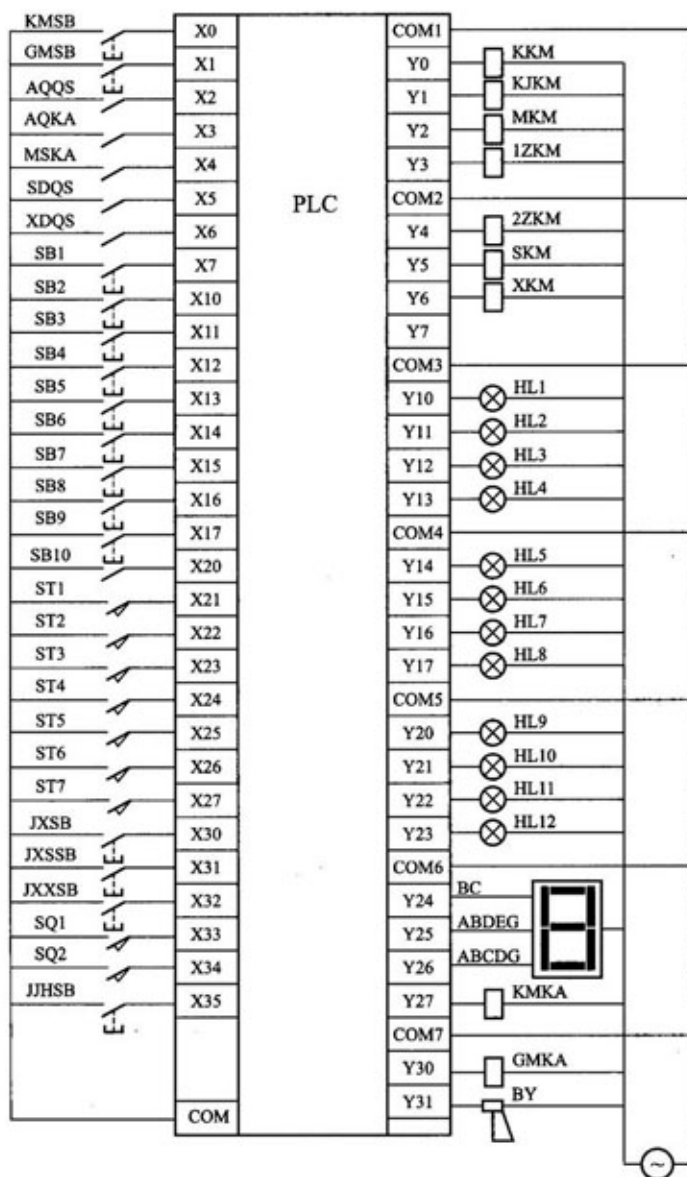 KMSB
X0
GMSB
X1
AQQS
X2
AQKA
X3
MSKA
X4
SDQS
X5
XDQS
X6
SB1
X7
SB2
X10
SB3
X11
SB4
X12
SB5
X13
SB6
X14
SB7
X15
SB8
X16
SB9
X17
SB10
X20
ST1
X21
ST2
X22
ST3
X23
ST4
X24
ST5
X25
ST6
X26
ST7
X27
JXSB
X30
JXSSB
X31
JXXSB
X32
SQ1
X33
SQ2
X34
JJHSB
X35
COM
PLC
COM1
Y0 KKM
Y1 KJKM
Y2 MKM
Y3 1ZKM
COM2
Y4 2ZKM
Y5 SKM
Y6 XKM
Y7
COM3
Y10 HL1
Y11 HL2
Y12 HL3
Y13 HL4
COM4
Y14 HL5
Y15 HL6
Y16 HL7
Y17 HL8
COM5
Y20 HL9
Y21 HL10
Y22 HL11
Y23 HL12
COM6
Y24 BC
Y25 ABDEG
Y26 ABCDG
Y27 KMKA
COM7
Y30 GMKA
Y31 BY
~